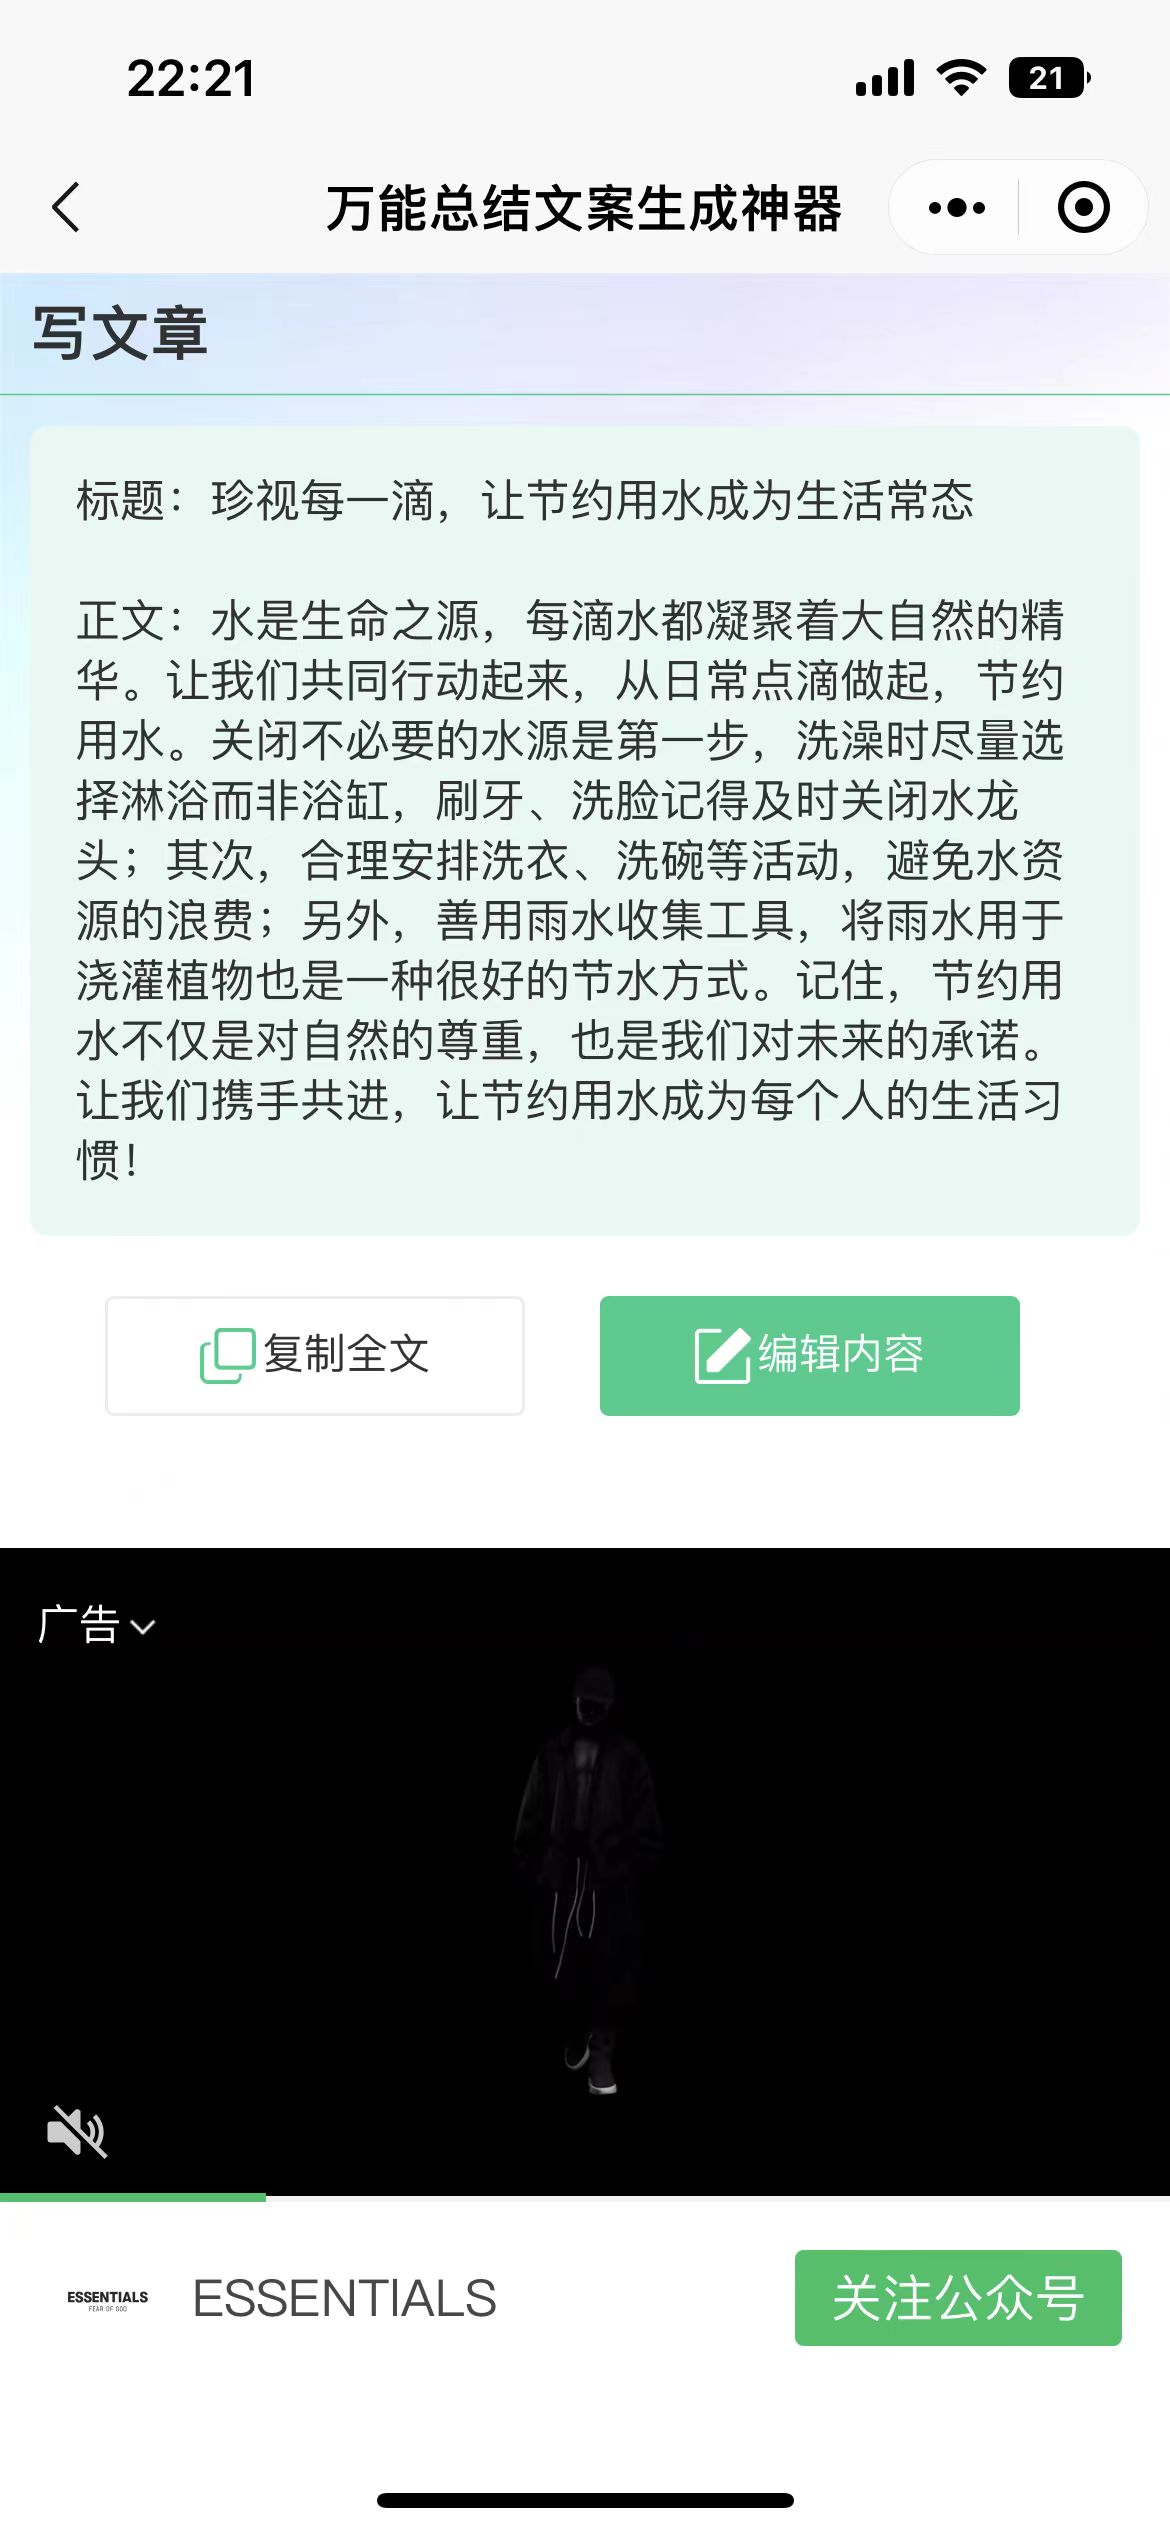 22:21
21
万能总结文案生成神器
写文章
标题：珍视每一滴，让节约用水成为生活常态
正文：水是生命之源，每滴水都凝聚着大自然的精
华。让我们共同行动起来，从日常点滴做起，节约
用水。关闭不必要的水源是第一步，洗澡时尽量选
择淋浴而非浴缸，刷牙、洗脸记得及时关闭水龙
头；其次，合理安排洗衣、洗碗等活动，避免水资
源的浪费；另外，善用雨水收集工具，将雨水用于
浇灌植物也是一种很好的节水方式。记住，节约用
水不仅是对自然的尊重，也是我们对未来的承诺。
让我们携手共进，让节约用水成为每个人的生活习
惯！
复制全文
编辑内容
广告
ESSENTIALS
FEAR OF GOD
ESSENTIALS
关注公众号